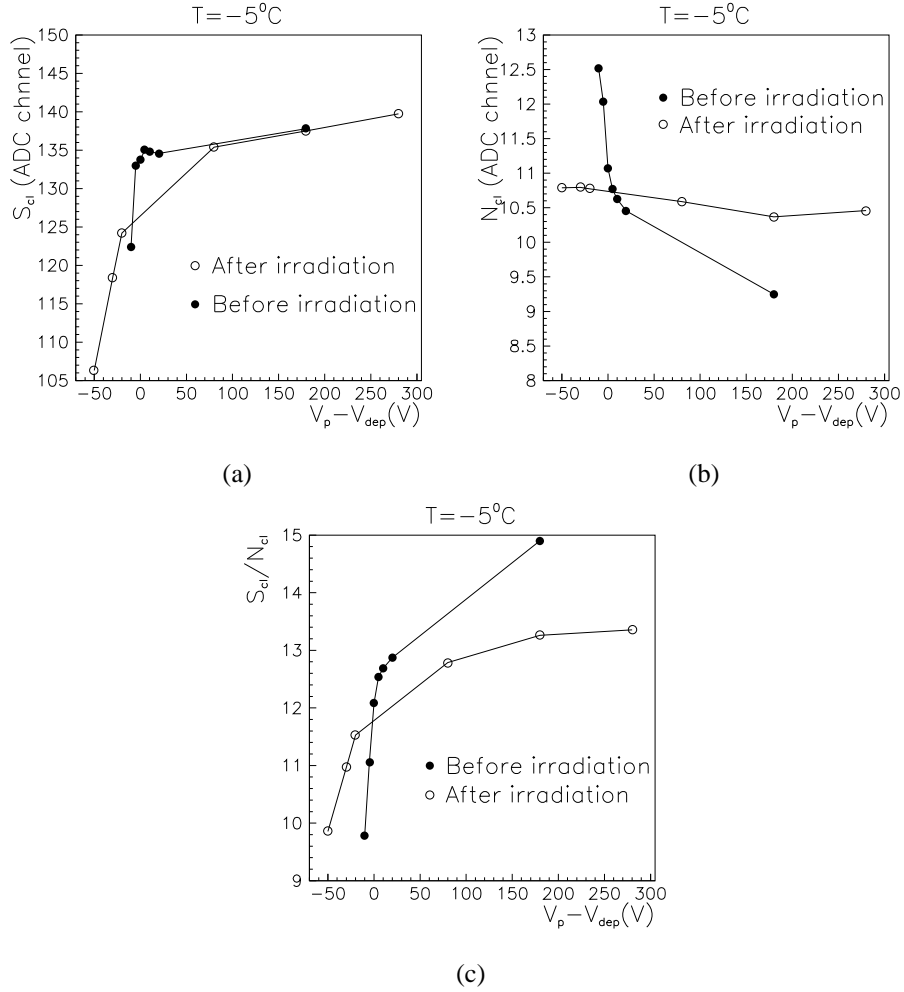 T=−5⁰C
S_cl (ADC chnnel)
150
145
140
135
130
125
120
115
110
105
After irradiation
Before irradiation
−50 0 50 100 150 200 250 300
V_p−V_dep(V)
(a)
T=−5⁰C
N_cl (ADC chnnel)
13
12.5
12
11.5
11
10.5
10
9.5
9
8.5
8
Before irradiation
After irradiation
−50 0 50 100 150 200 250 300
V_p−V_dep(V)
(b)
T=−5⁰C
S_cl/N_cl
15
14
13
12
11
10
9
Before irradiation
After irradiation
−50 0 50 100 150 200 250 300
V_p−V_dep(V)
(c)